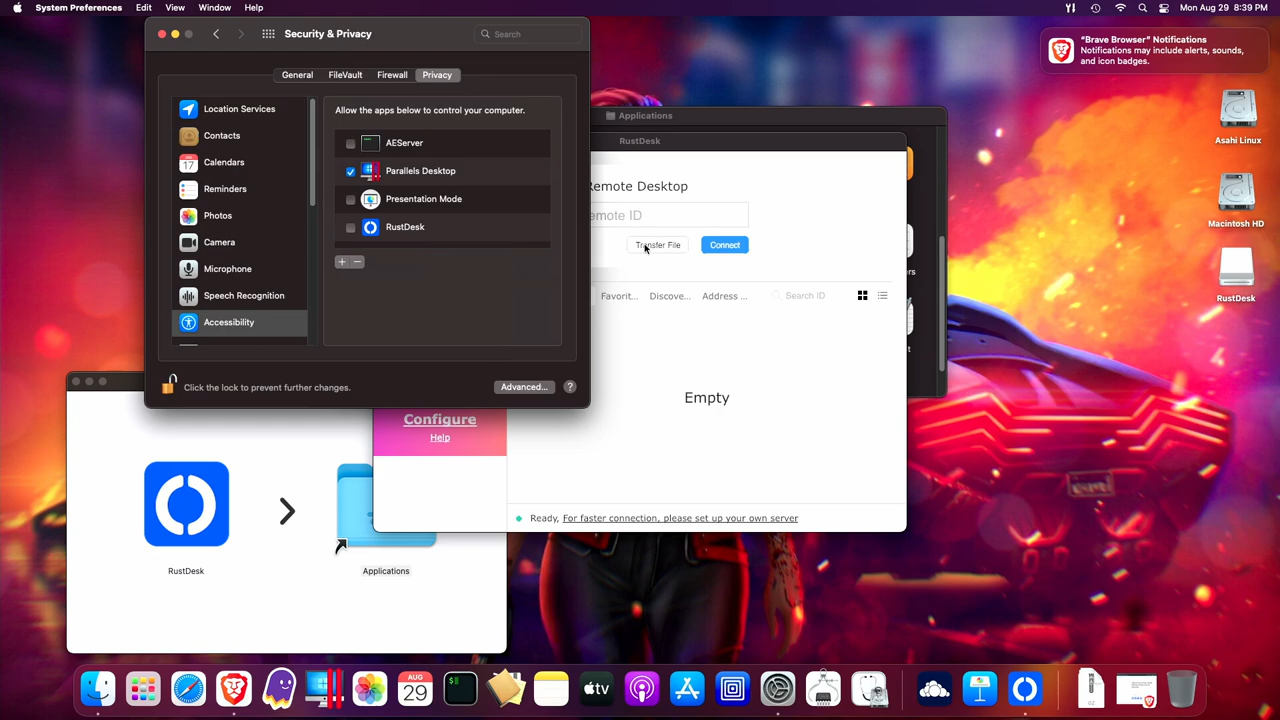 System Preferences Edit View Window Help
Mon Aug 29 8:39 PM
Security & Privacy
Search
General FileVault Firewall Privacy
Location Services
Contacts
17
Calendars
Reminders
Photos
Camera
Microphone
Speech Recognition
Accessibility
Allow the apps below to control your computer.
AEServer
Parallels Desktop
Presentation Mode
RustDesk
+ −
Click the lock to prevent further changes.
Advanced... ?
"Brave Browser" Notifications
Notifications may include alerts, sounds,
and icon badges.
Asahi Linux
Macintosh HD
RustDesk
Applications
RustDesk
Remote Desktop
emote ID
Transfer File Connect
Favorit... Discove... Address ... Search ID
Empty
Configure
Help
Ready, For faster connection, please set up your own server
ers
t
RustDesk
Applications
AUG
29
tv